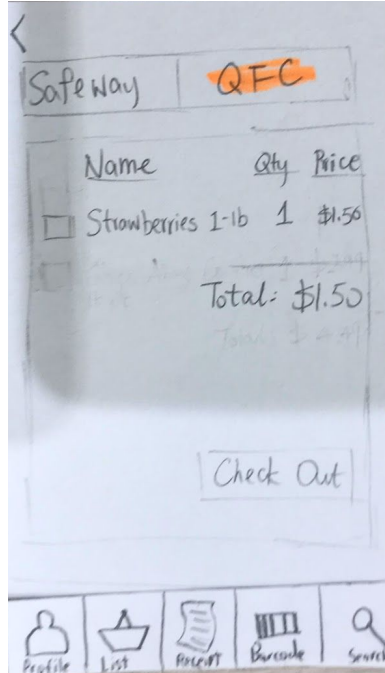 <
Safeway QFC
Name Qty Price
Strawberries 1-lb 1 $1.50
Total: $1.50
Check Out
Profile List Receipt Barcode Search